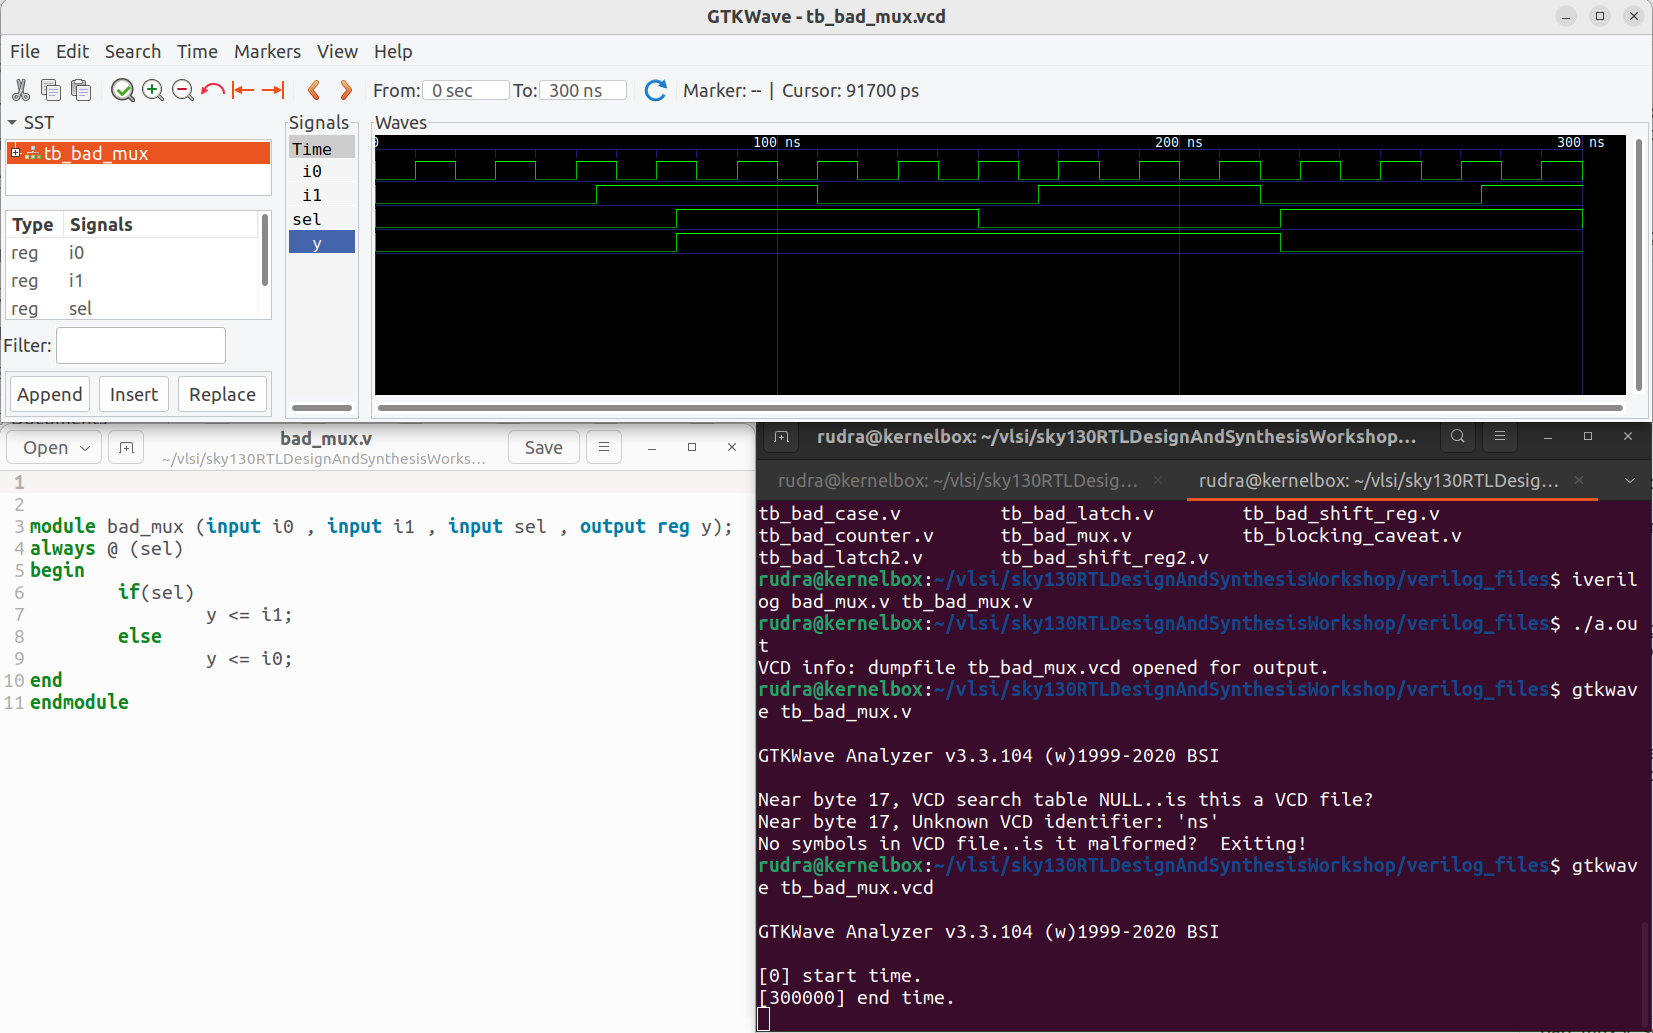 GTKWave - tb_bad_mux.vcd
File Edit Search Time Markers View Help
From: 0 sec To: 300 ns Marker: -- | Cursor: 91700 ps
SST
tb_bad_mux
Type Signals
reg i0
reg i1
reg sel
Filter:
Append Insert Replace
Signals
Time
i0
i1
sel
y
Waves
0 100 ns 200 ns 300 ns
Open bad_mux.v Save
~/vlsi/sky130RTLDesignAndSynthesisWorks...
1
2
3 module bad_mux (input i0 , input i1 , input sel , output reg y);
4 always @ (sel)
5 begin
6 if(sel)
7 y <= i1;
8 else
9 y <= i0;
10 end
11 endmodule
rudra@kernelbox: ~/vlsi/sky130RTLDesignAndSynthesisWorkshop...
rudra@kernelbox: ~/vlsi/sky130RTLDesig... rudra@kernelbox: ~/vlsi/sky130RTLDesig...
tb_bad_case.v tb_bad_latch.v tb_bad_shift_reg.v
tb_bad_counter.v tb_bad_mux.v tb_blocking_caveat.v
tb_bad_latch2.v tb_bad_shift_reg2.v
rudra@kernelbox:~/vlsi/sky130RTLDesignAndSynthesisWorkshop/verilog_files$ iveril
og bad_mux.v tb_bad_mux.v
rudra@kernelbox:~/vlsi/sky130RTLDesignAndSynthesisWorkshop/verilog_files$ ./a.ou
t
VCD info: dumpfile tb_bad_mux.vcd opened for output.
rudra@kernelbox:~/vlsi/sky130RTLDesignAndSynthesisWorkshop/verilog_files$ gtkwav
e tb_bad_mux.v
GTKWave Analyzer v3.3.104 (w)1999-2020 BSI
Near byte 17, VCD search table NULL..is this a VCD file?
Near byte 17, Unknown VCD identifier: 'ns'
No symbols in VCD file..is it malformed? Exiting!
rudra@kernelbox:~/vlsi/sky130RTLDesignAndSynthesisWorkshop/verilog_files$ gtkwav
e tb_bad_mux.vcd
GTKWave Analyzer v3.3.104 (w)1999-2020 BSI
[0] start time.
[300000] end time.